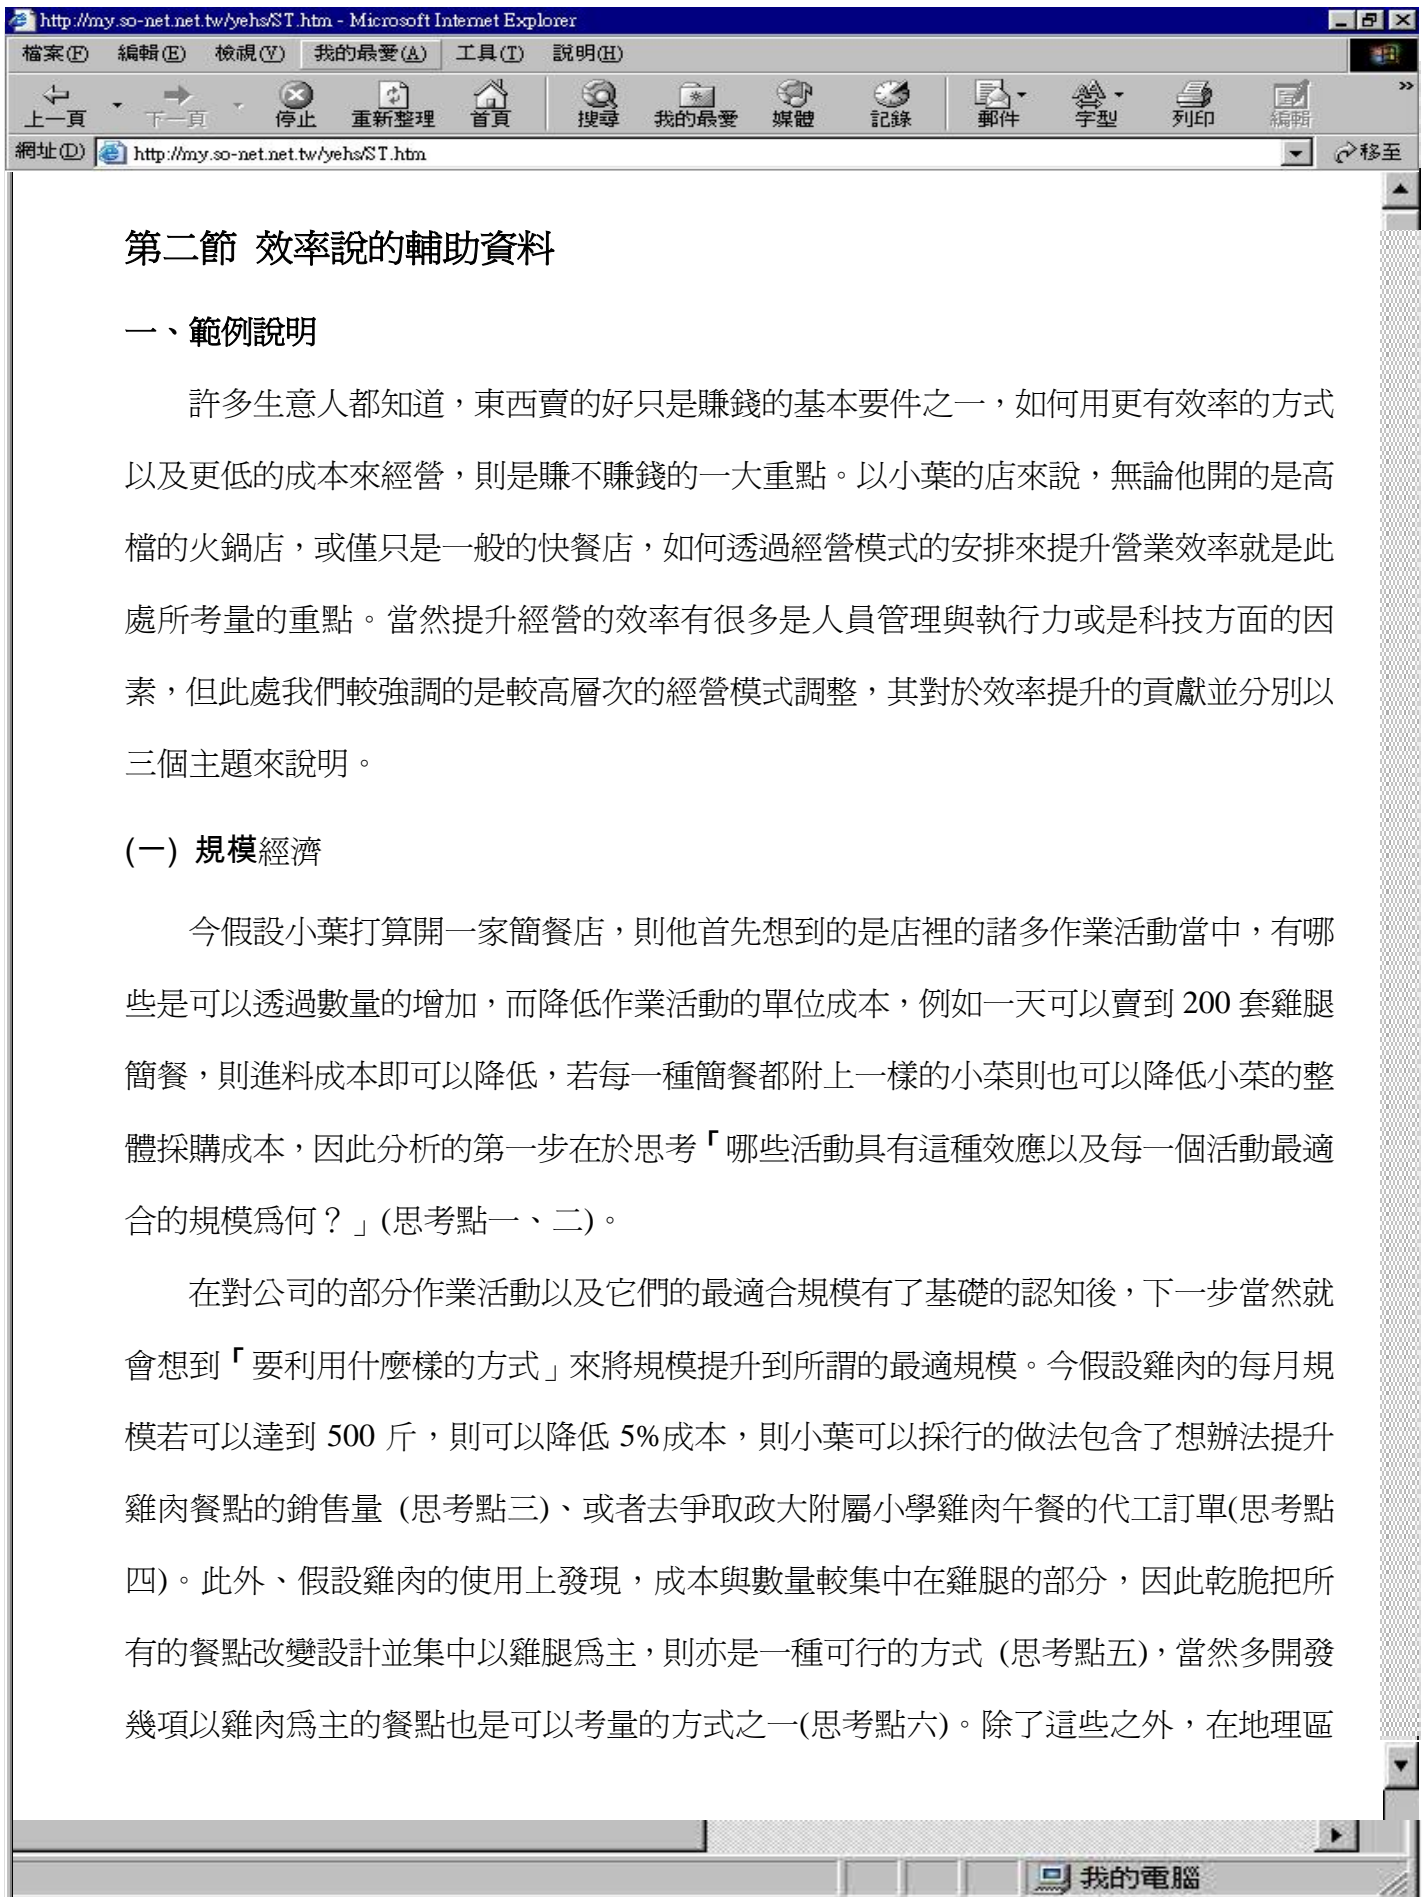 http://my.so-net.net.tw/yehs/ST.htm - Microsoft Internet Explorer
檔案(F) 編輯(E) 檢視(V) 我的最愛(A) 工具(T) 說明(H)
上一頁 下一頁 停止 重新整理 首頁 搜尋 我的最愛 媒體 記錄 郵件 字型 列印 編輯 »
網址(D) http://my.so-net.net.tw/yehs/ST.htm 移至
第二節 效率說的輔助資料
一、範例說明
許多生意人都知道，東西賣的好只是賺錢的基本要件之一，如何用更有效率的方式
以及更低的成本來經營，則是賺不賺錢的一大重點。以小葉的店來說，無論他開的是高
檔的火鍋店，或僅只是一般的快餐店，如何透過經營模式的安排來提升營業效率就是此
處所考量的重點。當然提升經營的效率有很多是人員管理與執行力或是科技方面的因
素，但此處我們較強調的是較高層次的經營模式調整，其對於效率提升的貢獻並分別以
三個主題來說明。
(一) 規模經濟
今假設小葉打算開一家簡餐店，則他首先想到的是店裡的諸多作業活動當中，有哪
些是可以透過數量的增加，而降低作業活動的單位成本，例如一天可以賣到 200 套雞腿
簡餐，則進料成本即可以降低，若每一種簡餐都附上一樣的小菜則也可以降低小菜的整
體採購成本，因此分析的第一步在於思考「哪些活動具有這種效應以及每一個活動最適
合的規模為何？」(思考點一、二)。
在對公司的部分作業活動以及它們的最適合規模有了基礎的認知後，下一步當然就
會想到「要利用什麼樣的方式」來將規模提升到所謂的最適規模。今假設雞肉的每月規
模若可以達到 500 斤，則可以降低 5%成本，則小葉可以採行的做法包含了想辦法提升
雞肉餐點的銷售量 (思考點三)、或者去爭取政大附屬小學雞肉午餐的代工訂單(思考點
四)。此外、假設雞肉的使用上發現，成本與數量較集中在雞腿的部分，因此乾脆把所
有的餐點改變設計並集中以雞腿為主，則亦是一種可行的方式 (思考點五)，當然多開發
幾項以雞肉為主的餐點也是可以考量的方式之一(思考點六)。除了這些之外，在地理區
我的電腦